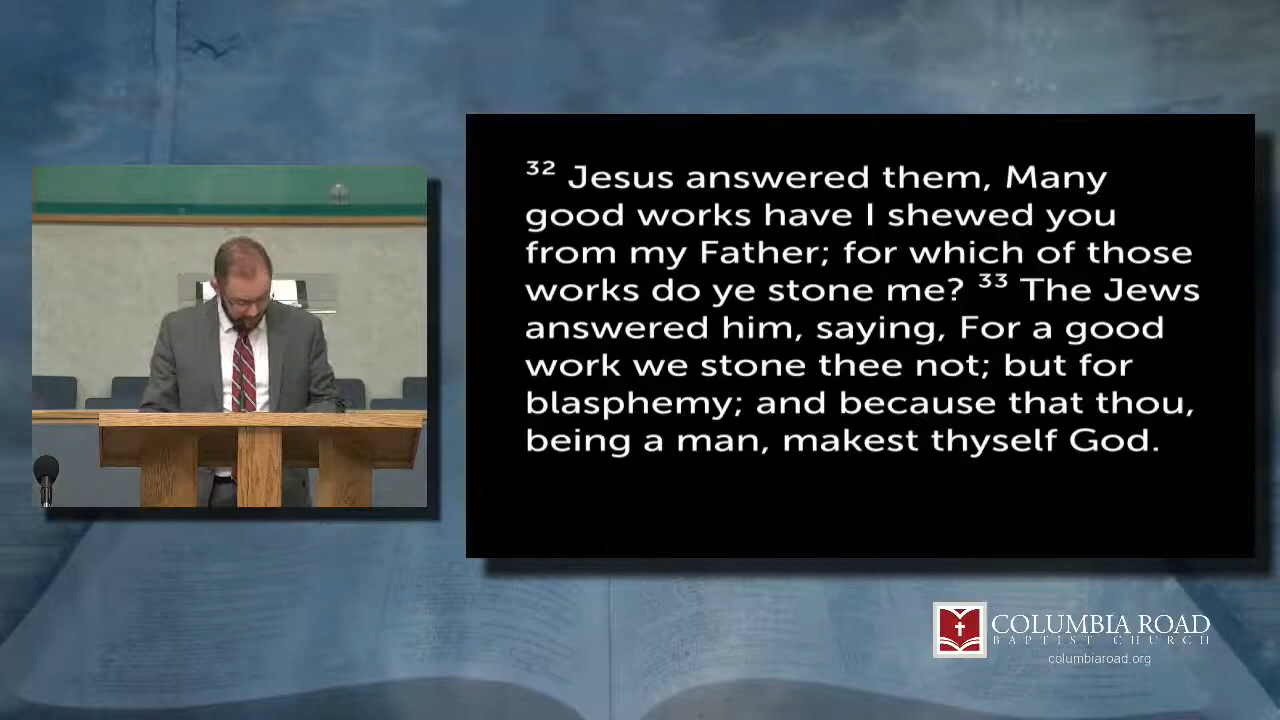 ³² Jesus answered them, Many
good works have I shewed you
from my Father; for which of those
works do ye stone me? ³³ The Jews
answered him, saying, For a good
work we stone thee not; but for
blasphemy; and because that thou,
being a man, makest thyself God.
COLUMBIA ROAD
BAPTIST CHURCH
columbiaroad.org